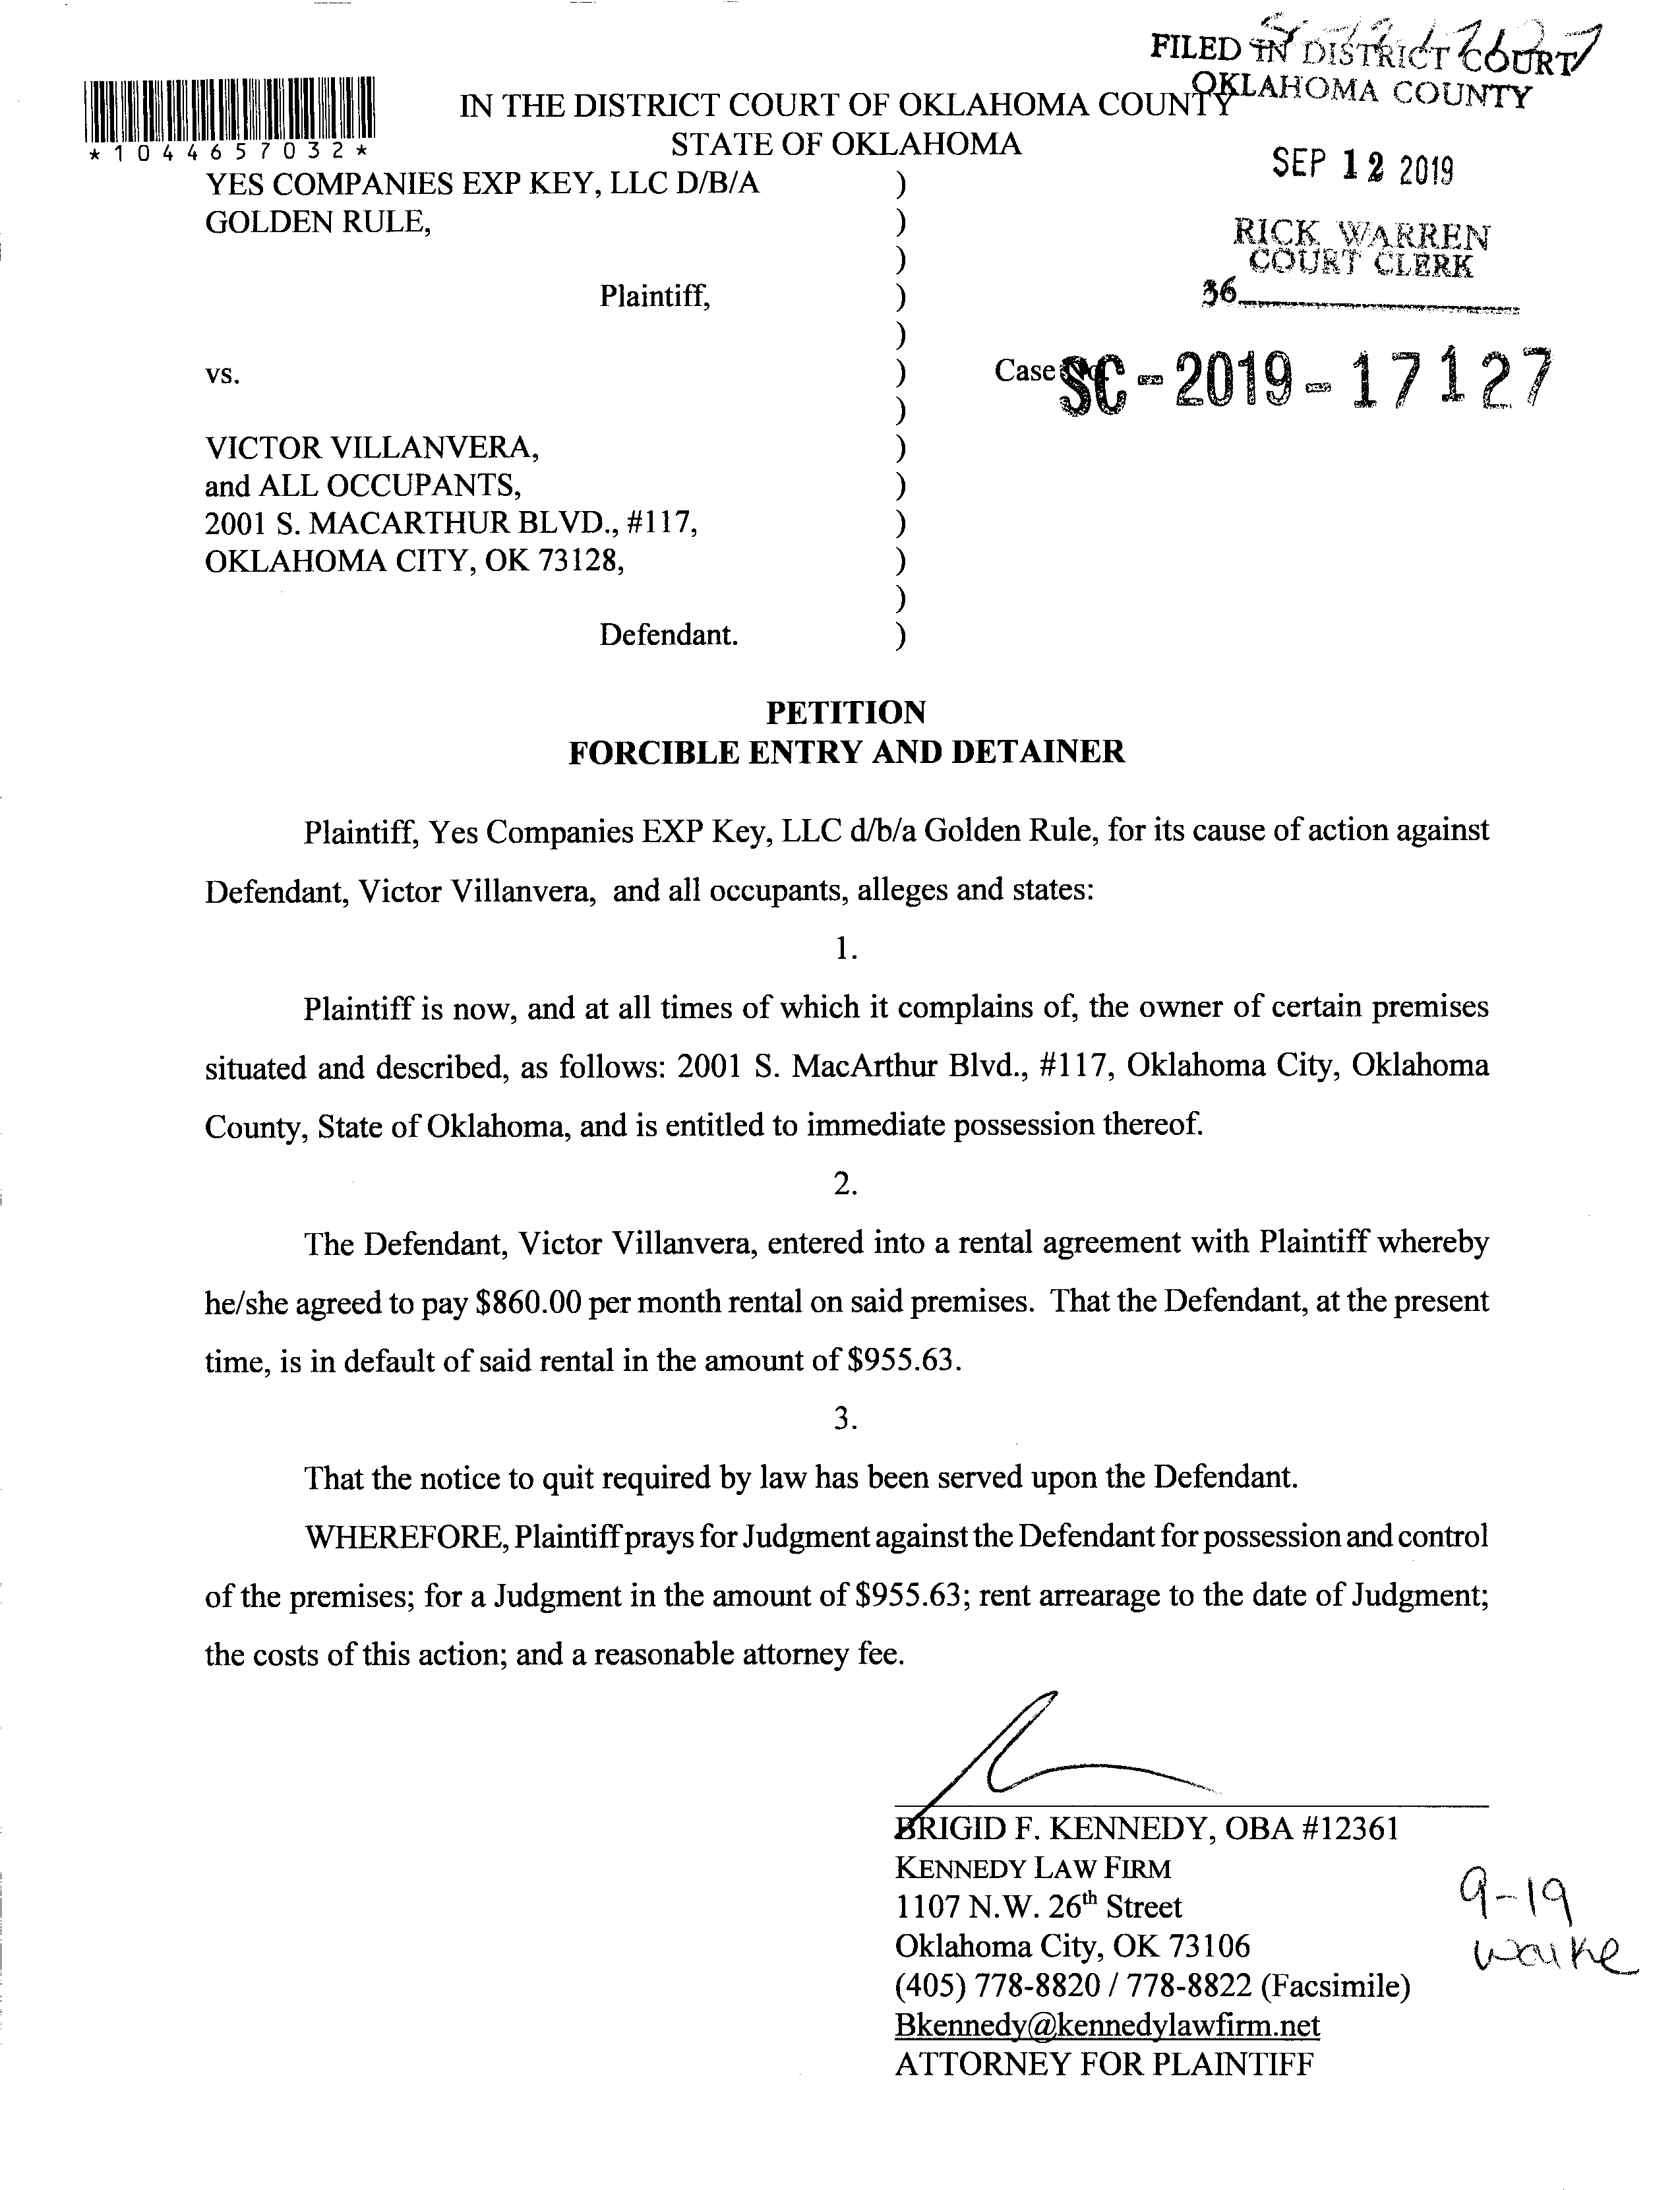 FILED IN DISTRICT COURT
OKLAHOMA COUNTY
*1044657032*
IN THE DISTRICT COURT OF OKLAHOMA COUNTY
STATE OF OKLAHOMA
SEP 12 2019
RICK WARREN
COURT CLERK
36
YES COMPANIES EXP KEY, LLC D/B/A )
GOLDEN RULE, )
)
Plaintiff, )
)
vs. ) Case SC-2019-17127
)
VICTOR VILLANVERA, )
and ALL OCCUPANTS, )
2001 S. MACARTHUR BLVD., #117, )
OKLAHOMA CITY, OK 73128, )
)
Defendant. )
PETITION
FORCIBLE ENTRY AND DETAINER
Plaintiff, Yes Companies EXP Key, LLC d/b/a Golden Rule, for its cause of action against
Defendant, Victor Villanvera, and all occupants, alleges and states:
1.
Plaintiff is now, and at all times of which it complains of, the owner of certain premises
situated and described, as follows: 2001 S. MacArthur Blvd., #117, Oklahoma City, Oklahoma
County, State of Oklahoma, and is entitled to immediate possession thereof.
2.
The Defendant, Victor Villanvera, entered into a rental agreement with Plaintiff whereby
he/she agreed to pay $860.00 per month rental on said premises. That the Defendant, at the present
time, is in default of said rental in the amount of $955.63.
3.
That the notice to quit required by law has been served upon the Defendant.
WHEREFORE, Plaintiff prays for Judgment against the Defendant for possession and control
of the premises; for a Judgment in the amount of $955.63; rent arrearage to the date of Judgment;
the costs of this action; and a reasonable attorney fee.
BRIGID F. KENNEDY, OBA #12361
KENNEDY LAW FIRM
1107 N.W. 26th Street
Oklahoma City, OK 73106
(405) 778-8820 / 778-8822 (Facsimile)
Bkennedy@kennedylawfirm.net
ATTORNEY FOR PLAINTIFF
9-19